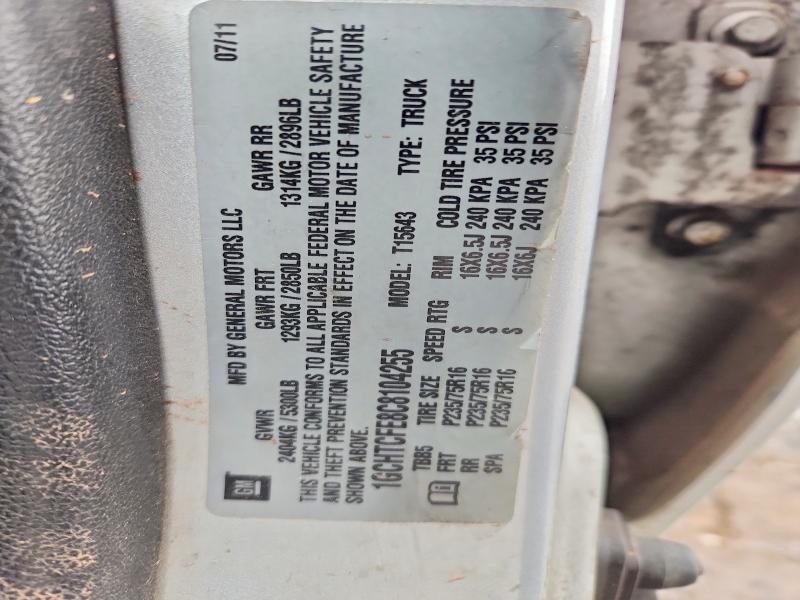 GM
MFD BY GENERAL MOTORS LLC 07/11
GVWR GAWR FRT GAWR RR
2404KG/5300LB 1293KG/2850LB 1314KG/2896LB
THIS VEHICLE CONFORMS TO ALL APPLICABLE FEDERAL MOTOR VEHICLE SAFETY
AND THEFT PREVENTION STANDARDS IN EFFECT ON THE DATE OF MANUFACTURE
SHOWN ABOVE.
1GCHTCFE8C8104255 MODEL: T15643 TYPE: TRUCK
TBB5 TIRE SIZE SPEED RTG RIM COLD TIRE PRESSURE
FRT P235/75R16 S 16X6.5J 240 KPA 35 PSI
RR P235/75R16 S 16X6.5J 240 KPA 35 PSI
SPA P235/75R16 S 16X6J 240 KPA 35 PSI